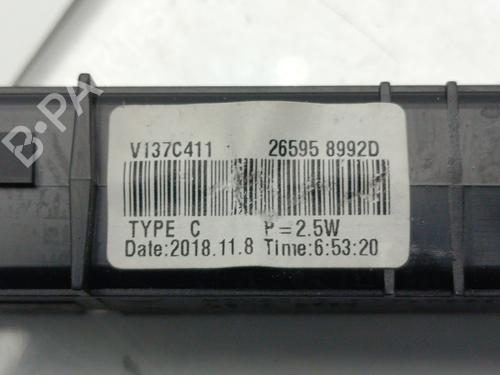 V137C411 26595 8992D
TYPE C P=2.5W
Date:2018.11.8 Time:6:53:20
B-PA